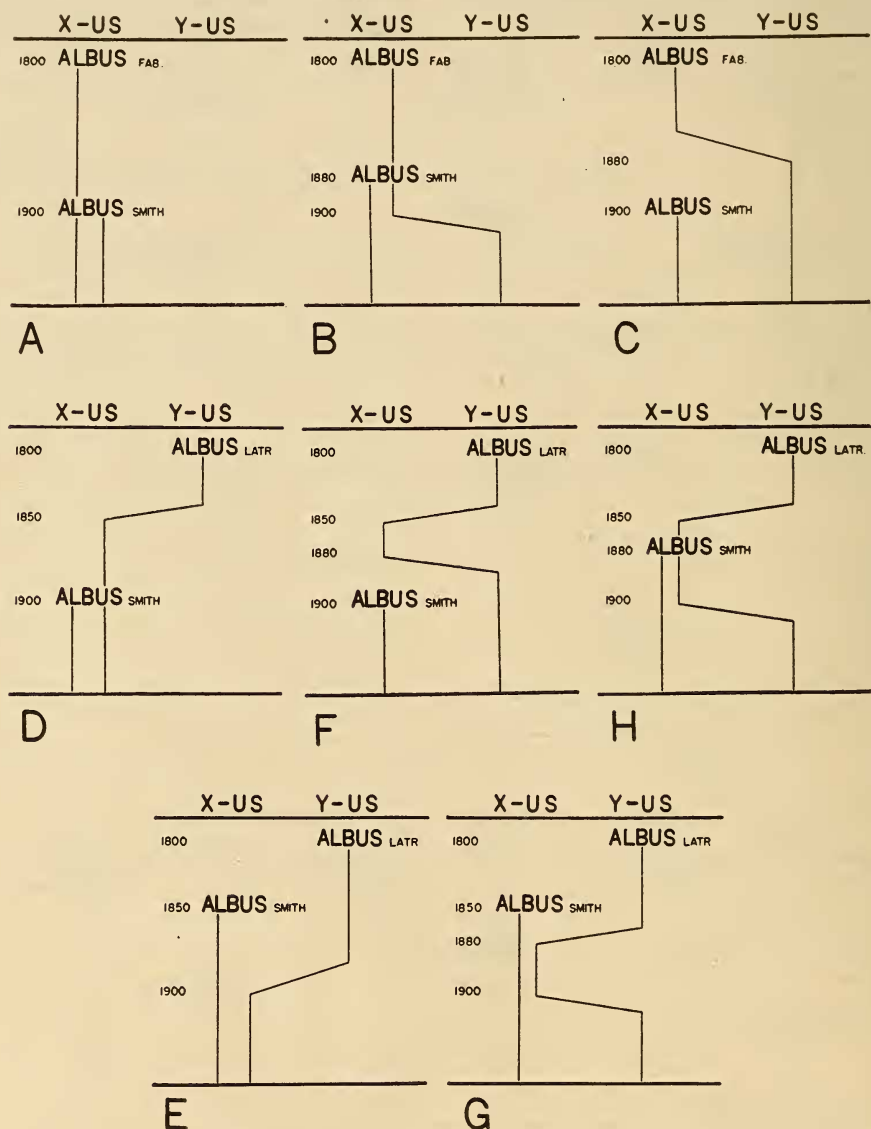 X-US Y-US
1800 ALBUS FAB.
1900 ALBUS SMITH
A
X-US Y-US
1800 ALBUS FAB
1880 ALBUS SMITH
1900
B
X-US Y-US
1800 ALBUS FAB.
1880
1900 ALBUS SMITH
C
X-US Y-US
1800 ALBUS LATR
1850
1900 ALBUS SMITH
D
X-US Y-US
1800 ALBUS LATR
1850
1880
1900 ALBUS SMITH
F
X-US Y-US
1800 ALBUS LATR.
1850
1880 ALBUS SMITH
1900
H
X-US Y-US
1800 ALBUS LATR
1850 ALBUS SMITH
1900
E
X-US Y-US
1800 ALBUS LATR
1850 ALBUS SMITH
1880
1900
G